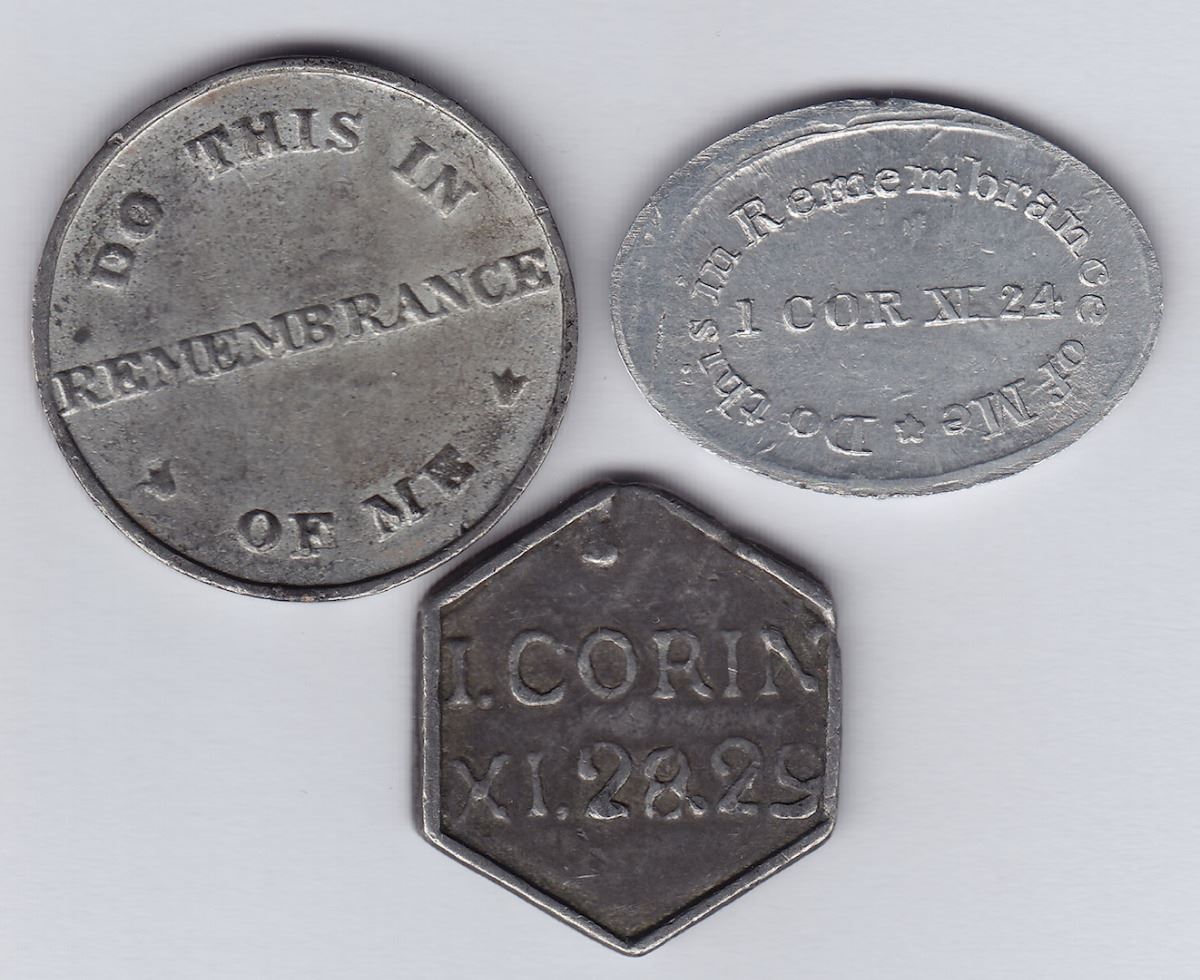 DO THIS IN
REMEMBRANCE
OF ME
Do this in Remembrance of Me
1 COR XI. 24
I. CORIN
XI. 28.29